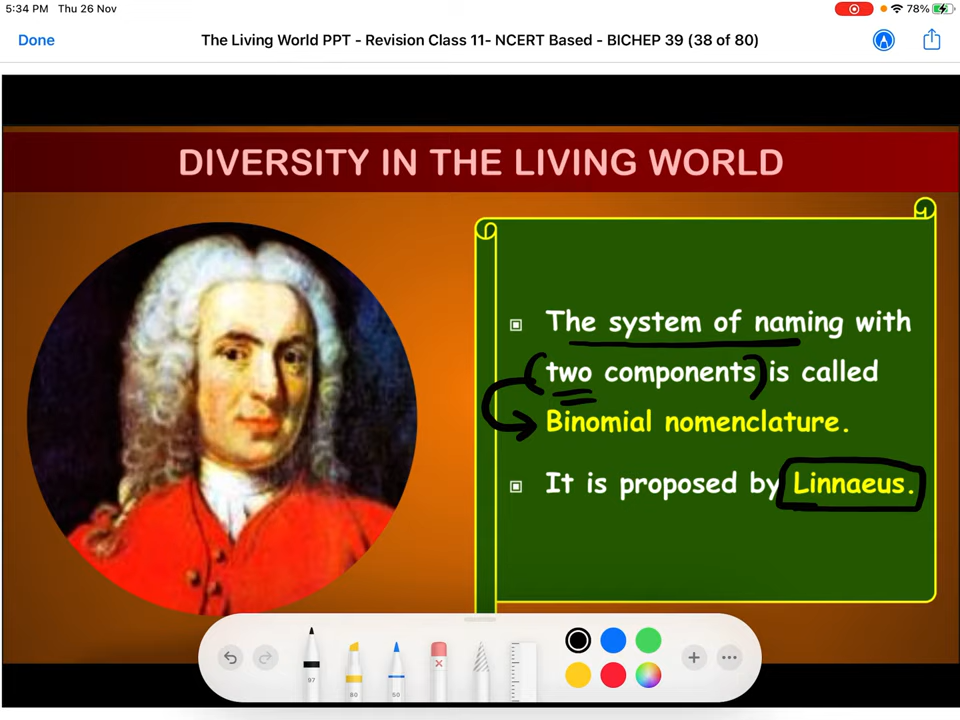 5:34 PM Thu 26 Nov
78%
Done
The Living World PPT - Revision Class 11- NCERT Based - BICHEP 39 (38 of 80)
DIVERSITY IN THE LIVING WORLD
The system of naming with
two components is called
Binomial nomenclature.
It is proposed by Linnaeus.
97
80
50